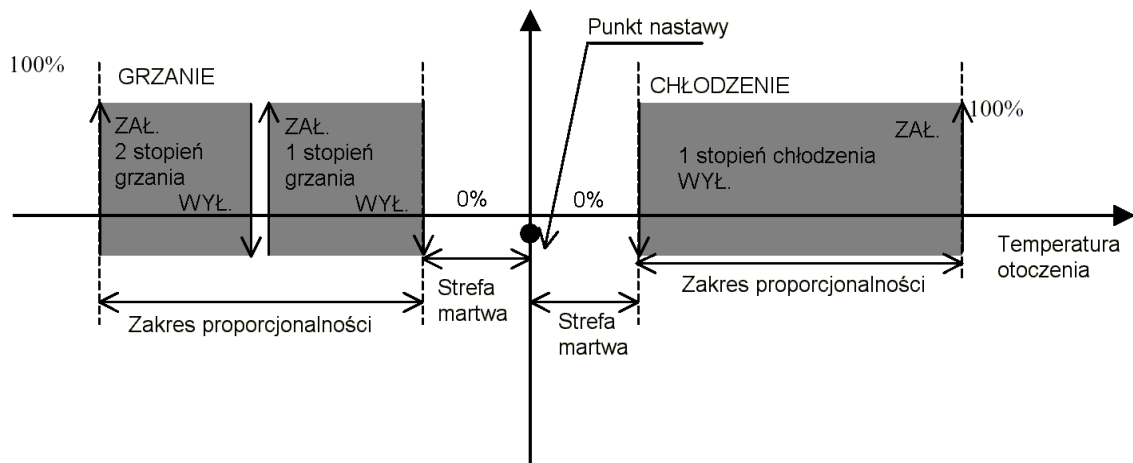 Punkt nastawy
100%
GRZANIE
CHŁODZENIE
100%
ZAŁ.
2 stopień
grzania
WYŁ.
ZAŁ.
1 stopień
grzania
WYŁ.
ZAŁ.
1 stopień chłodzenia
WYŁ.
0%
0%
Temperatura
otoczenia
Strefa
martwa
Zakres proporcjonalności
Zakres proporcjonalności
Strefa
martwa